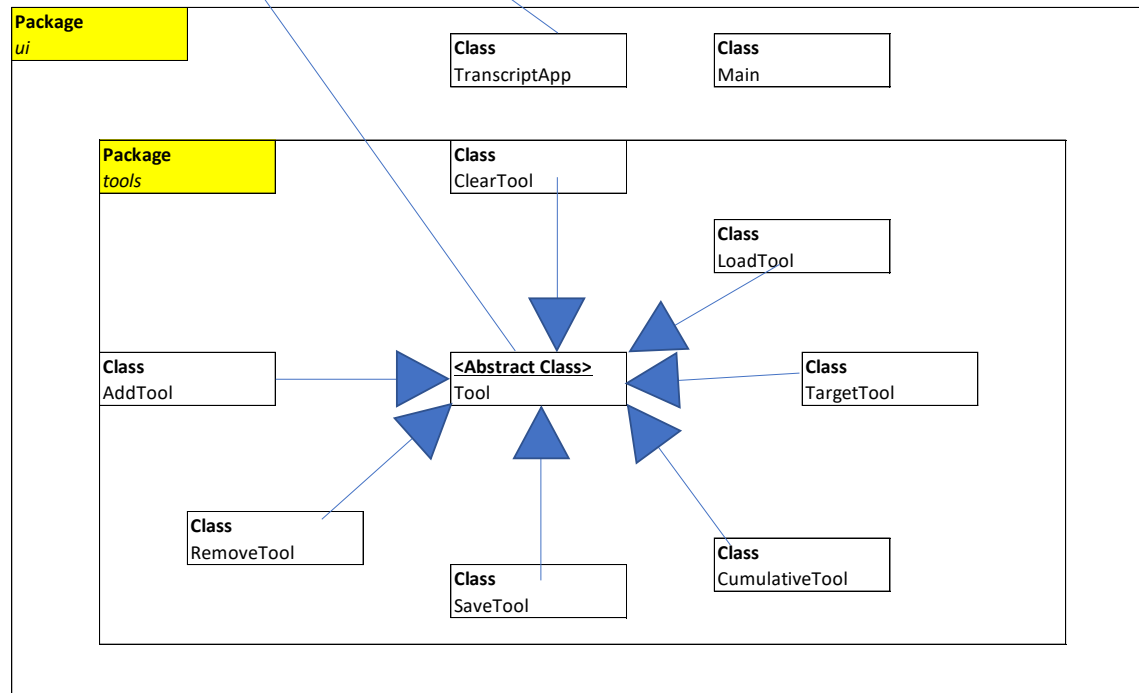 Package
ui
Class
TranscriptApp
Class
Main
Package
tools
Class
ClearTool
Class
LoadTool
Class
AddTool
<Abstract Class>
Tool
Class
TargetTool
Class
RemoveTool
Class
SaveTool
Class
CumulativeTool